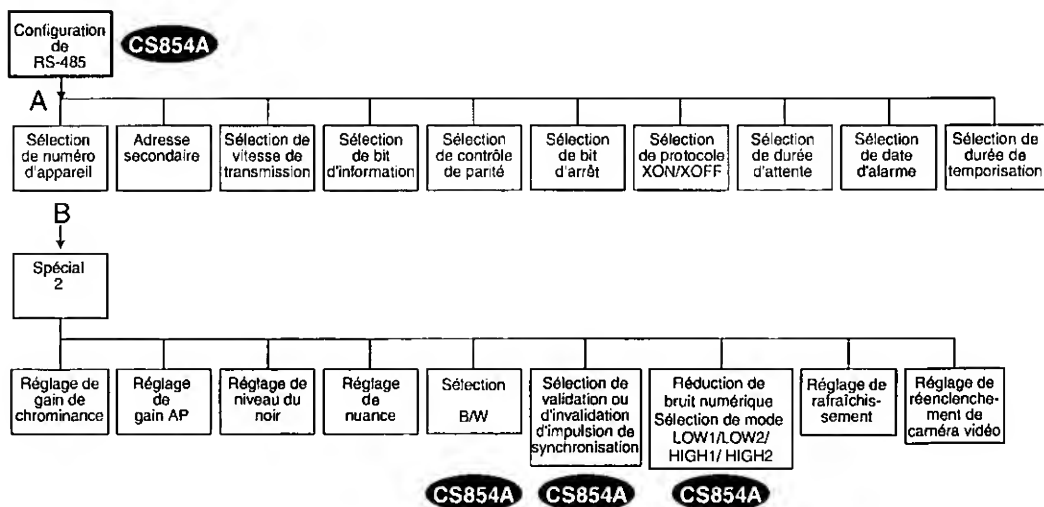 Configuration
de
RS-485
CS854A
A
Sélection
de numéro
d'appareil
Adresse
secondaire
Sélection de
vitesse de
transmission
Sélection
de bit
d'information
Sélection
de contrôle
de parité
Sélection
de bit
d'arrêt
Sélection
de protocole
XON/XOFF
Sélection
de durée
d'attente
Sélection
de date
d'alarme
Sélection de
durée de
temporisation
B
Spécial
2
Réglage de
gain de
chrominance
Réglage
de
gain AP
Réglage de
niveau du
noir
Réglage
de
nuance
Sélection
B/W
Sélection de
validation ou
d'invalidation
d'impulsion de
synchronisation
Réduction de
bruit numérique
Sélection de mode
LOW1/LOW2/
HIGH1/ HIGH2
Réglage de
rafraîchis-
sement
Réglage de
réenclenche-
ment de
caméra vidéo
CS854A
CS854A
CS854A